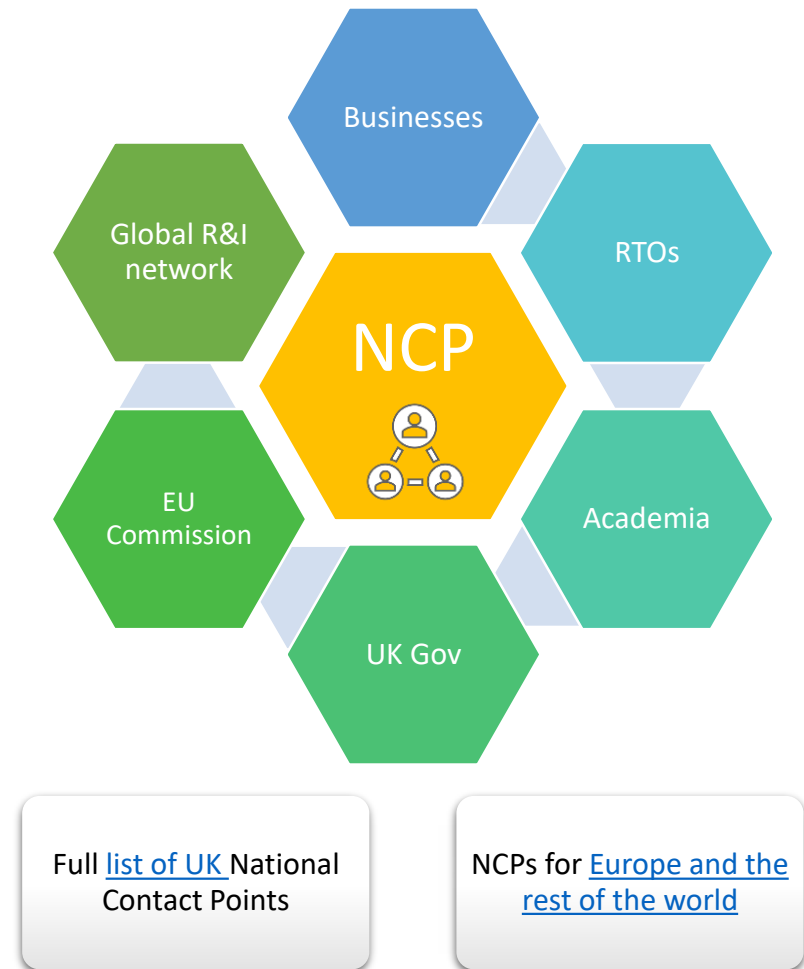 Businesses
Global R&I
network
RTOs
NCP
EU
Commission
Academia
UK Gov
Full list of UK National
Contact Points
NCPs for Europe and the
rest of the world